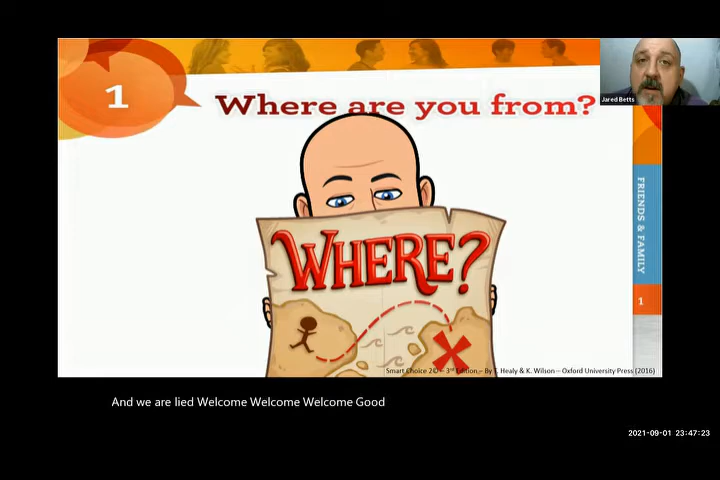 1
Where are you from?
Jared Betts
WHERE?
FRIENDS & FAMILY
1
Smart Choice 2© – 3rd Edition – By T. Healy & K. Wilson – Oxford University Press (2016)
And we are lied Welcome Welcome Welcome Good
2021-09-01 23:47:23